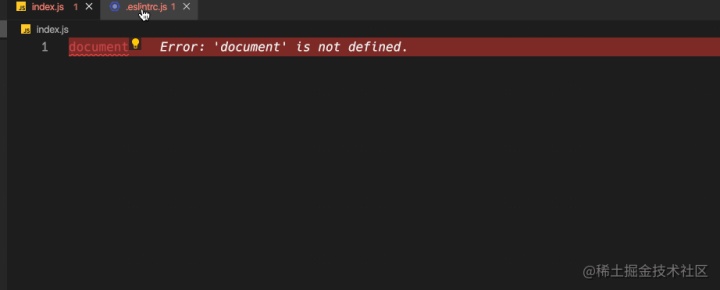 JS index.js 1 × .eslintrc.js 1 ×
JS index.js
1 document Error: 'document' is not defined.
@稀土掘金技术社区